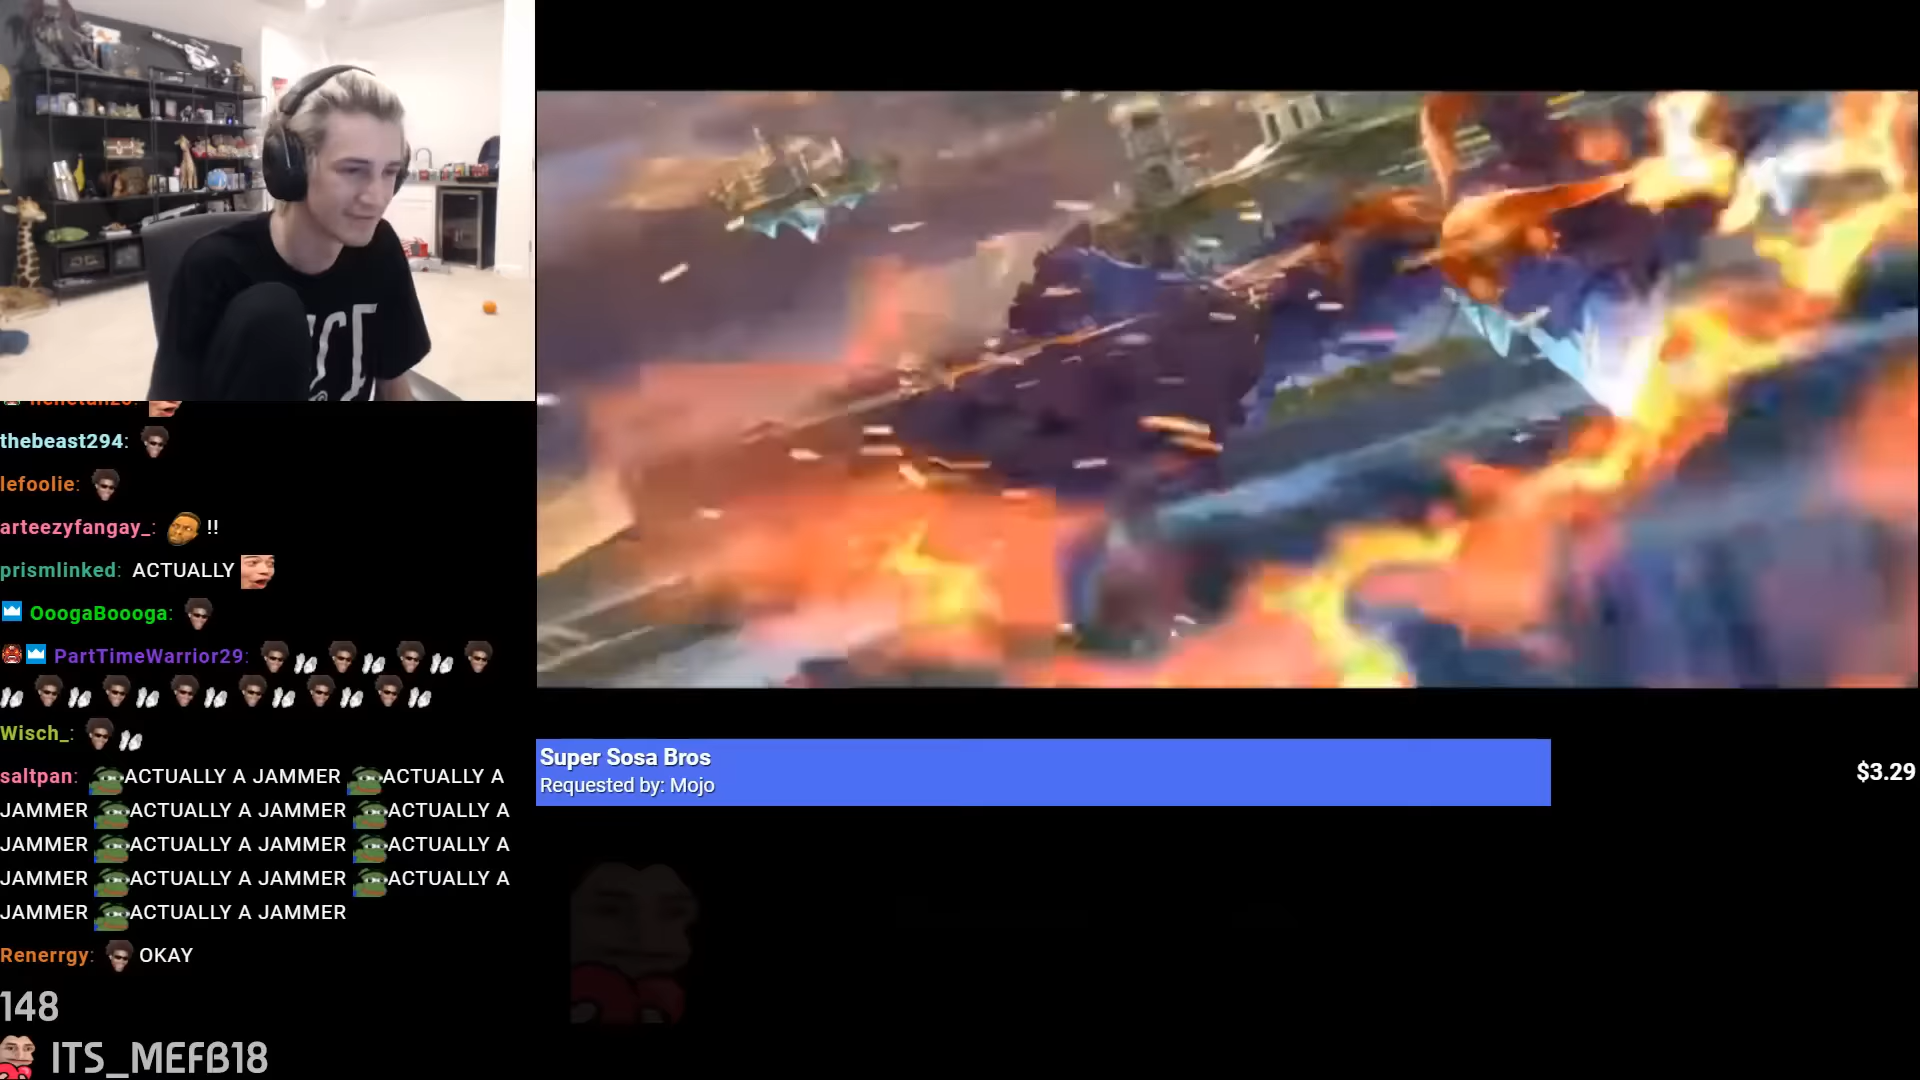 thebeast294:
lefoolie:
arteezyfangay_: !!
prismlinked: ACTUALLY
OoogaBoooga:
PartTimeWarrior29:
Wisch_:
saltpan: ACTUALLY A JAMMER ACTUALLY A
JAMMER ACTUALLY A JAMMER ACTUALLY A
JAMMER ACTUALLY A JAMMER ACTUALLY A
JAMMER ACTUALLY A JAMMER ACTUALLY A
JAMMER ACTUALLY A JAMMER
Renerrgy: OKAY
148
ITS_MEFB18
Super Sosa Bros
Requested by: Mojo
$3.29